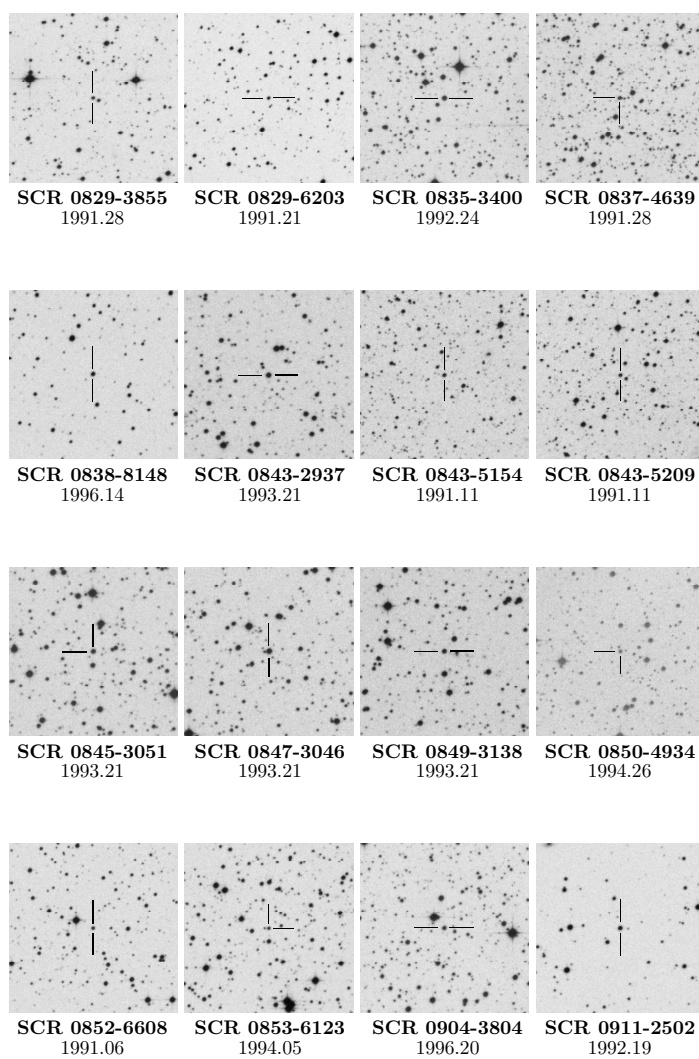 SCR 0829-3855 SCR 0829-6203 SCR 0835-3400 SCR 0837-4639
1991.28 1991.21 1992.24 1991.28
SCR 0838-8148 SCR 0843-2937 SCR 0843-5154 SCR 0843-5209
1996.14 1993.21 1991.11 1991.11
SCR 0845-3051 SCR 0847-3046 SCR 0849-3138 SCR 0850-4934
1993.21 1993.21 1993.21 1994.26
SCR 0852-6608 SCR 0853-6123 SCR 0904-3804 SCR 0911-2502
1991.06 1994.05 1996.20 1992.19